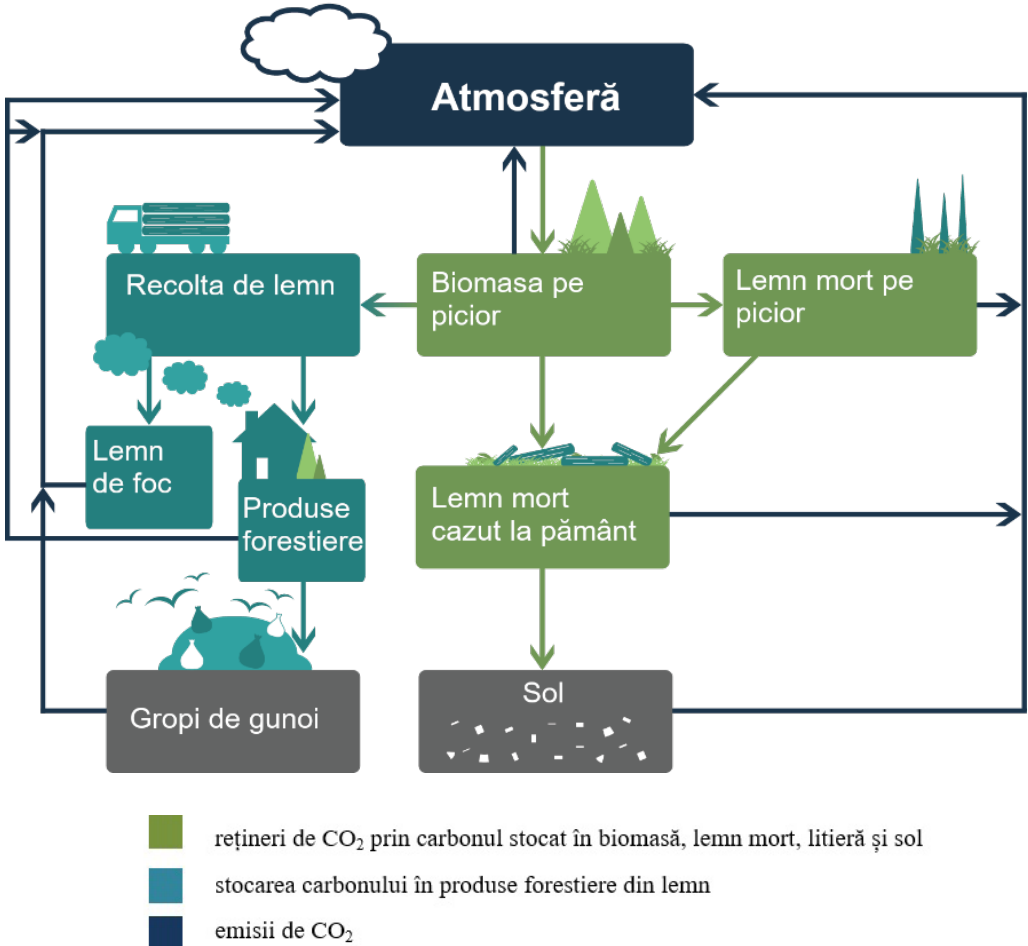 Atmosferă
Recolta de lemn
Biomasa pe
picior
Lemn mort pe
picior
Lemn
de foc
Produse
forestiere
Lemn mort
cazut la pământ
Gropi de gunoi
Sol
rețineri de CO₂ prin carbonul stocat în biomasă, lemn mort, litieră și sol
stocarea carbonului în produse forestiere din lemn
emisii de CO₂